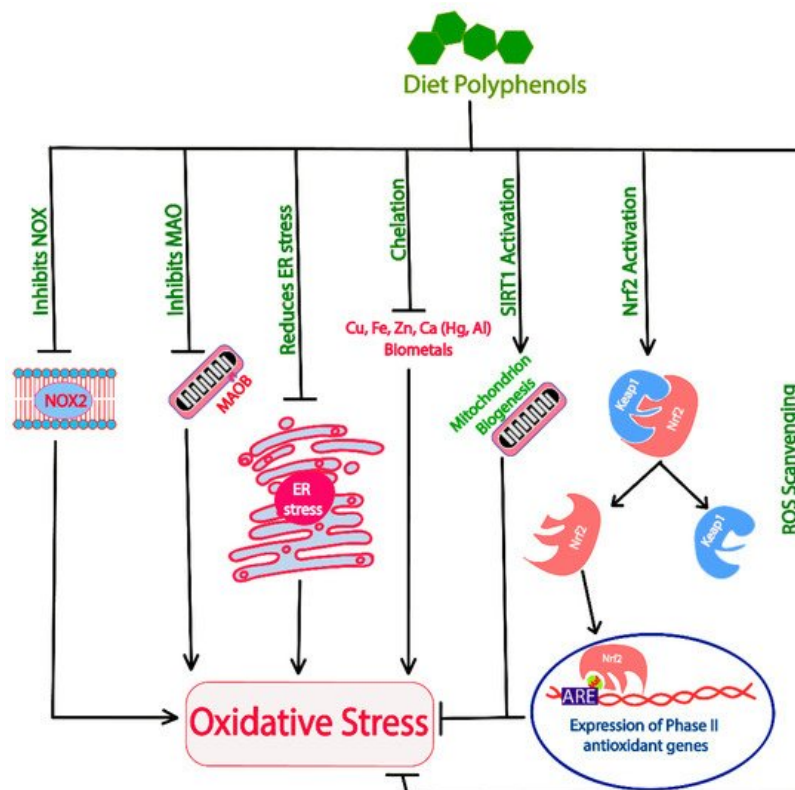 Diet Polyphenols
Inhibits NOX
Inhibits MAO
Reduces ER stress
Chelation
SIRT1 Activation
Nrf2 Activation
ROS Scanvenging
NOX2
MAOB
ER
stress
Cu, Fe, Zn, Ca (Hg, Al)
Biometals
Mitochondrion
Biogenesis
Keap1
Nrf2
Nrf2
Keap1
Nrf2
ARE
Expression of Phase II
antioxidant genes
Oxidative Stress